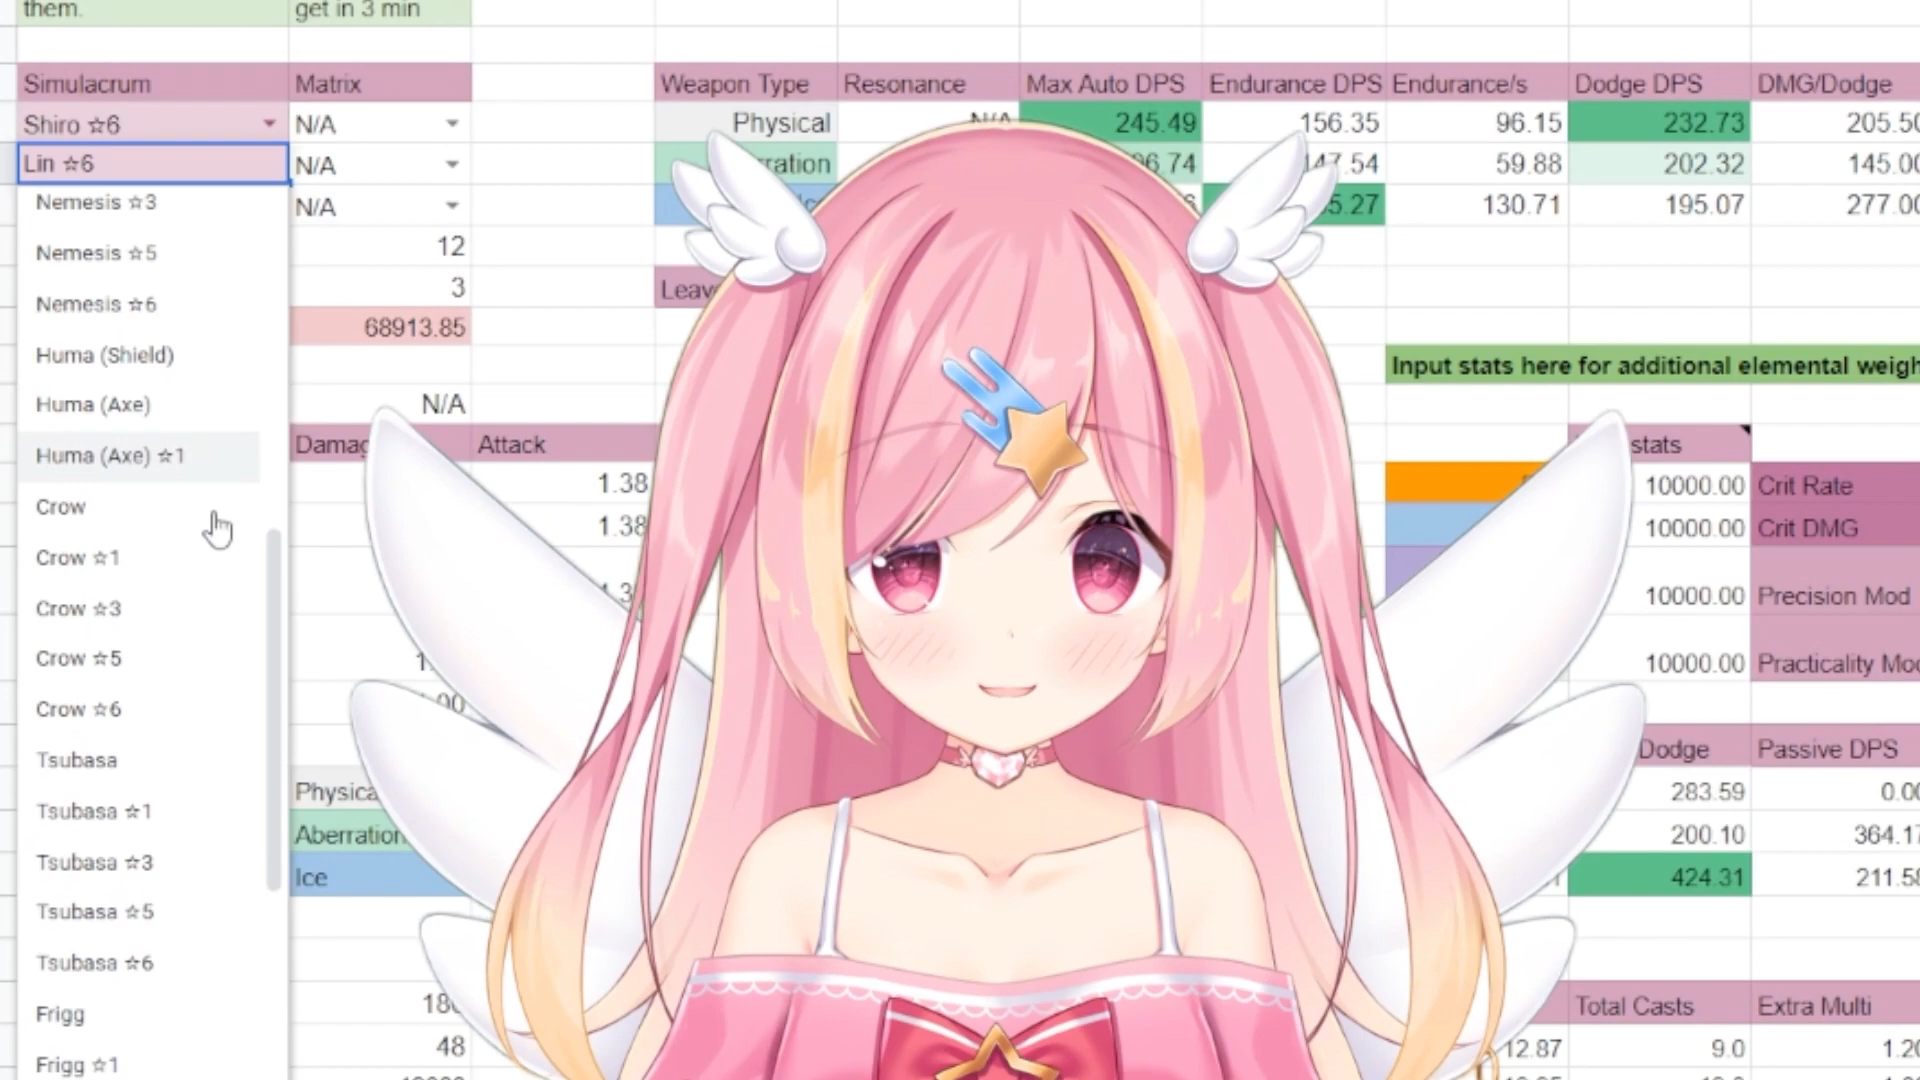 them. get in 3 min
Simulacrum Matrix Weapon Type Resonance Max Auto DPS Endurance DPS Endurance/s Dodge DPS DMG/Dodge
Shiro ☆6 N/A Physical N/A 245.49 156.35 96.15 232.73
Lin ☆6 N/A 59.88 202.32
Nemesis ☆3 N/A 130.71 195.07
12
Nemesis ☆5
3
Nemesis ☆6
68913.85
Huma (Shield) Input stats here for additional elemental
Huma (Axe) N/A
Attack stats
Huma (Axe) ☆1
1.38 10000.00 Crit Rate
Crow
1.38 10000.00 Crit DMG
Crow ☆1
Crow ☆3 10000.00 Precision Mod
Crow ☆5 10000.00 Practicality
Crow ☆6
Tsubasa Dodge Passive DPS
283.59
Tsubasa ☆1
Aberration 200.10
Tsubasa ☆3
Ice 424.31
Tsubasa ☆5
Tsubasa ☆6
Frigg Total Casts Extra Multi
48 12.87 9.0
Frigg ☆1